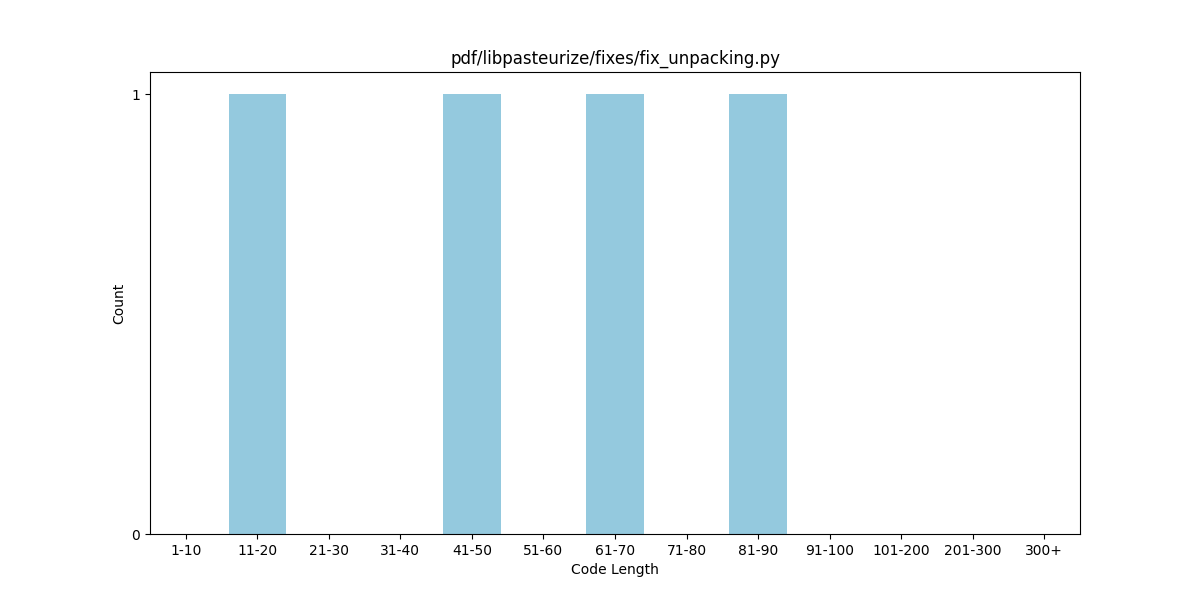 pdf/libpasteurize/fixes/fix_unpacking.py
Count
1
0
1-10 11-20 21-30 31-40 41-50 51-60 61-70 71-80 81-90 91-100 101-200 201-300 300+
Code Length